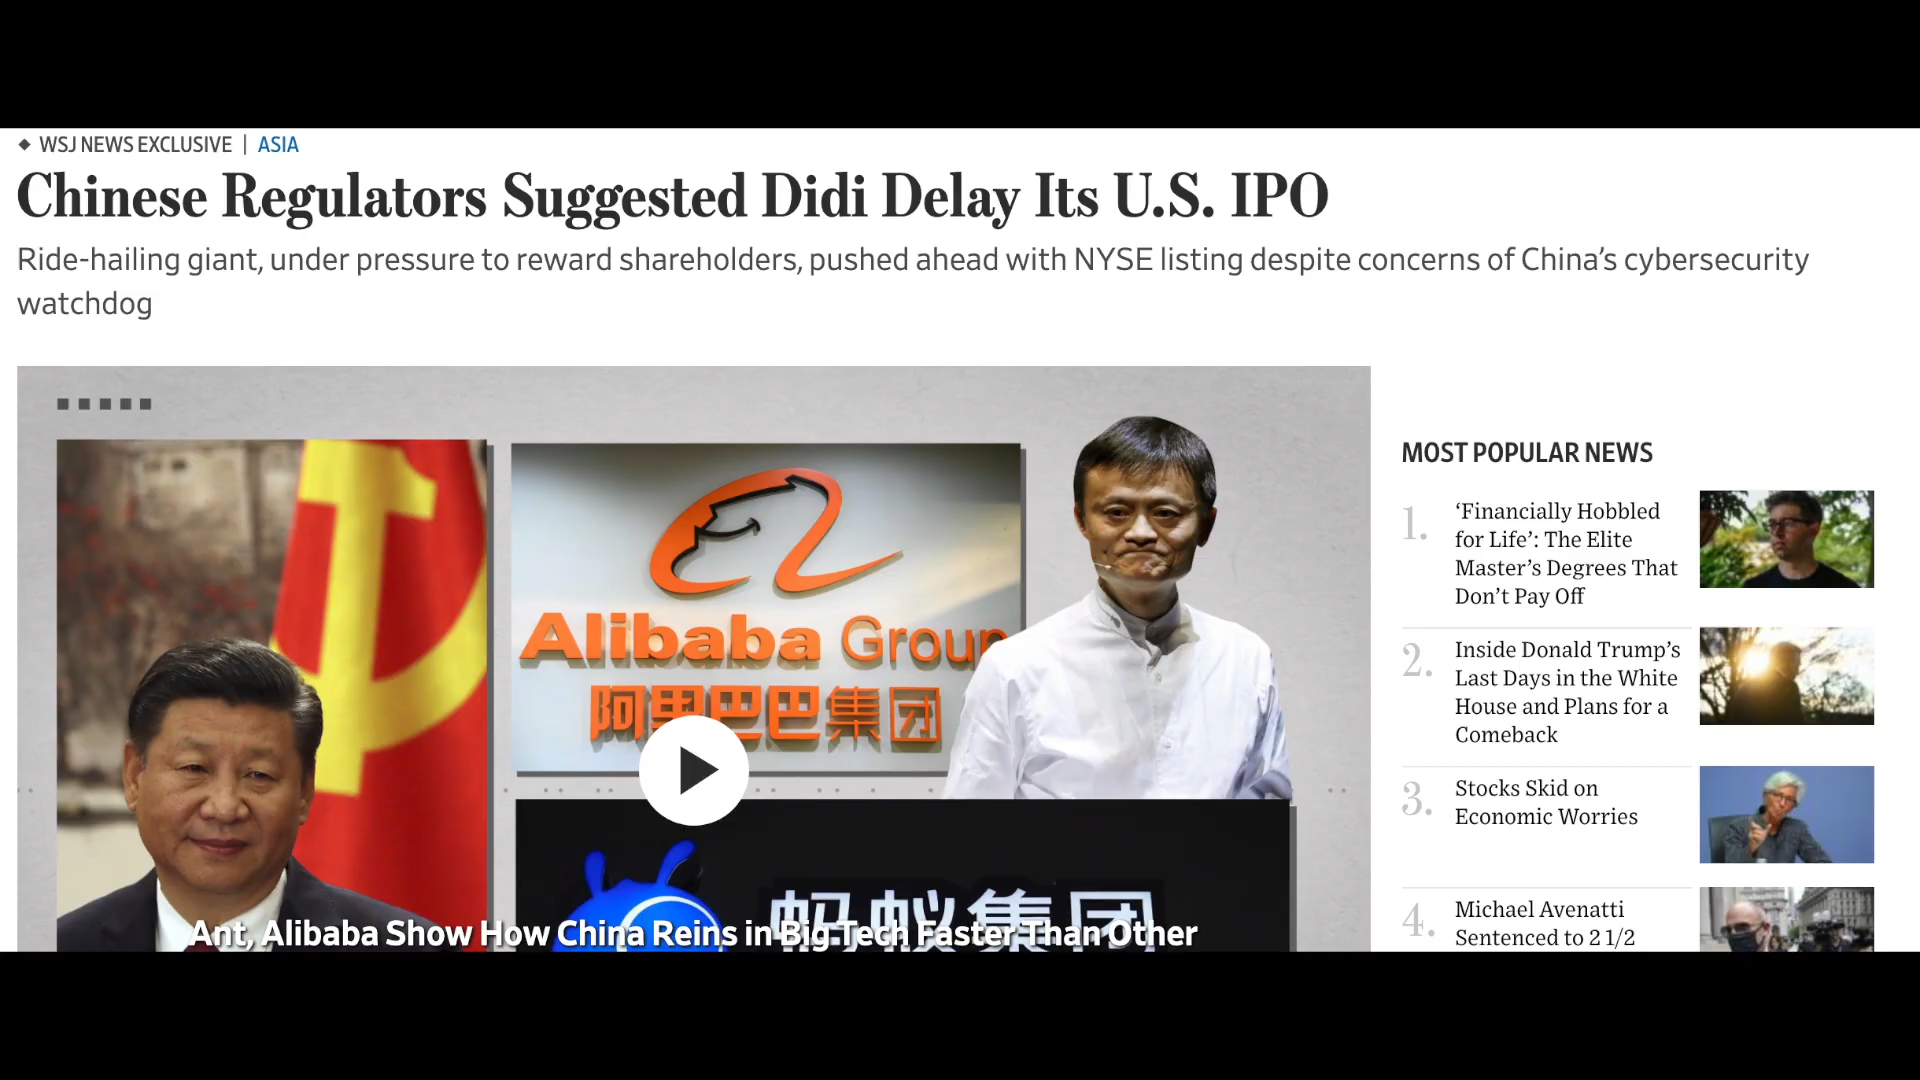 ◆ WSJ NEWS EXCLUSIVE | ASIA
Chinese Regulators Suggested Didi Delay Its U.S. IPO
Ride-hailing giant, under pressure to reward shareholders, pushed ahead with NYSE listing despite concerns of China’s cybersecurity
watchdog
Alibaba Group
阿里巴巴集团
蚂蚁集团
Ant, Alibaba Show How China Reins in Big Tech Faster Than Other
MOST POPULAR NEWS
1.
‘Financially Hobbled
for Life’: The Elite
Master’s Degrees That
Don’t Pay Off
2.
Inside Donald Trump’s
Last Days in the White
House and Plans for a
Comeback
3.
Stocks Skid on
Economic Worries
4.
Michael Avenatti
Sentenced to 2 1/2